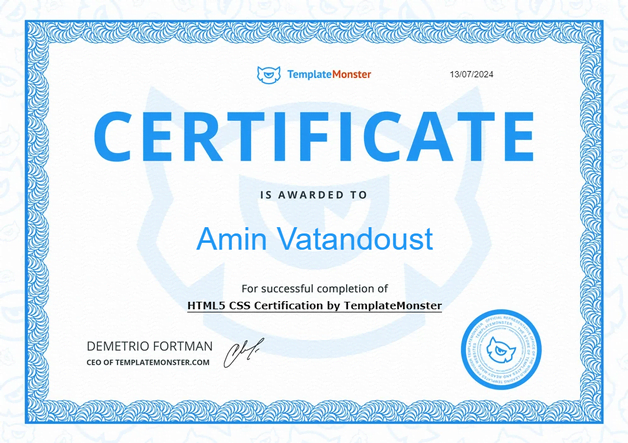 TemplateMonster
13/07/2024
CERTIFICATE
IS AWARDED TO
Amin Vatandoust
For successful completion of
HTML5 CSS Certification by TemplateMonster
DEMETRIO FORTMAN
CEO OF TEMPLATEMONSTER.COM